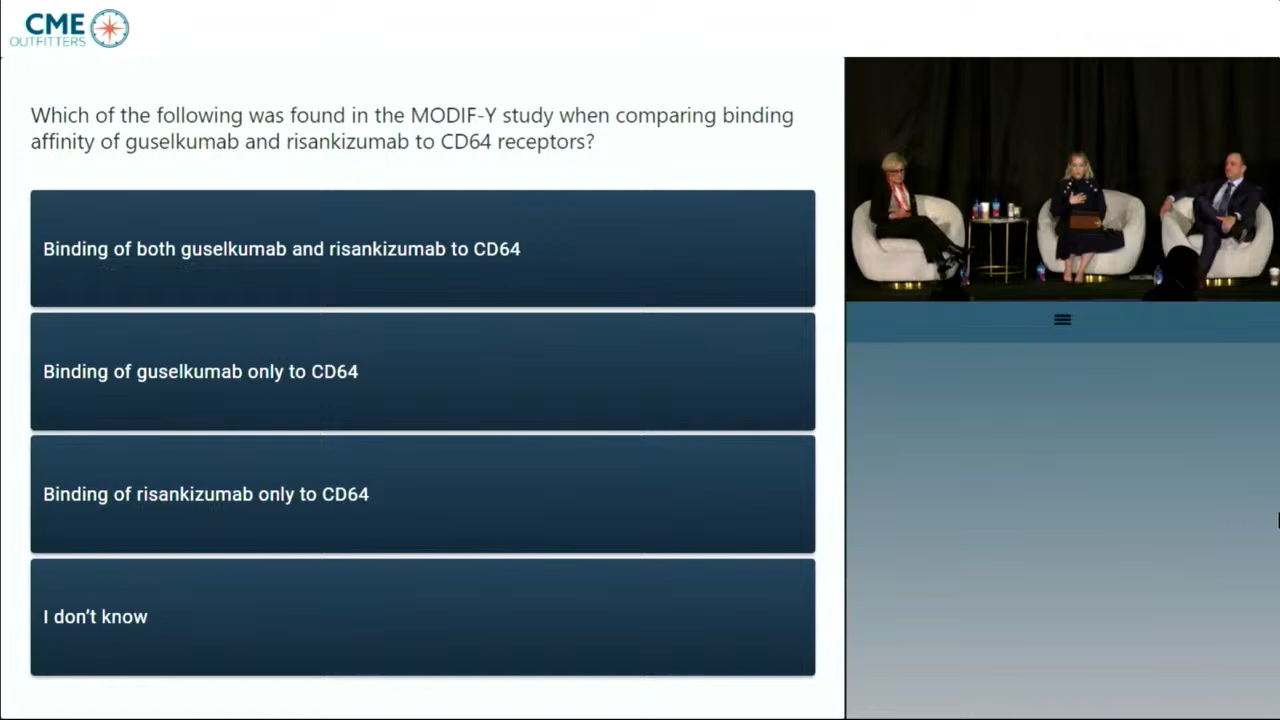 CME
OUTFITTERS
Which of the following was found in the MODIF-Y study when comparing binding
affinity of guselkumab and risankizumab to CD64 receptors?
Binding of both guselkumab and risankizumab to CD64
Binding of guselkumab only to CD64
Binding of risankizumab only to CD64
I don’t know